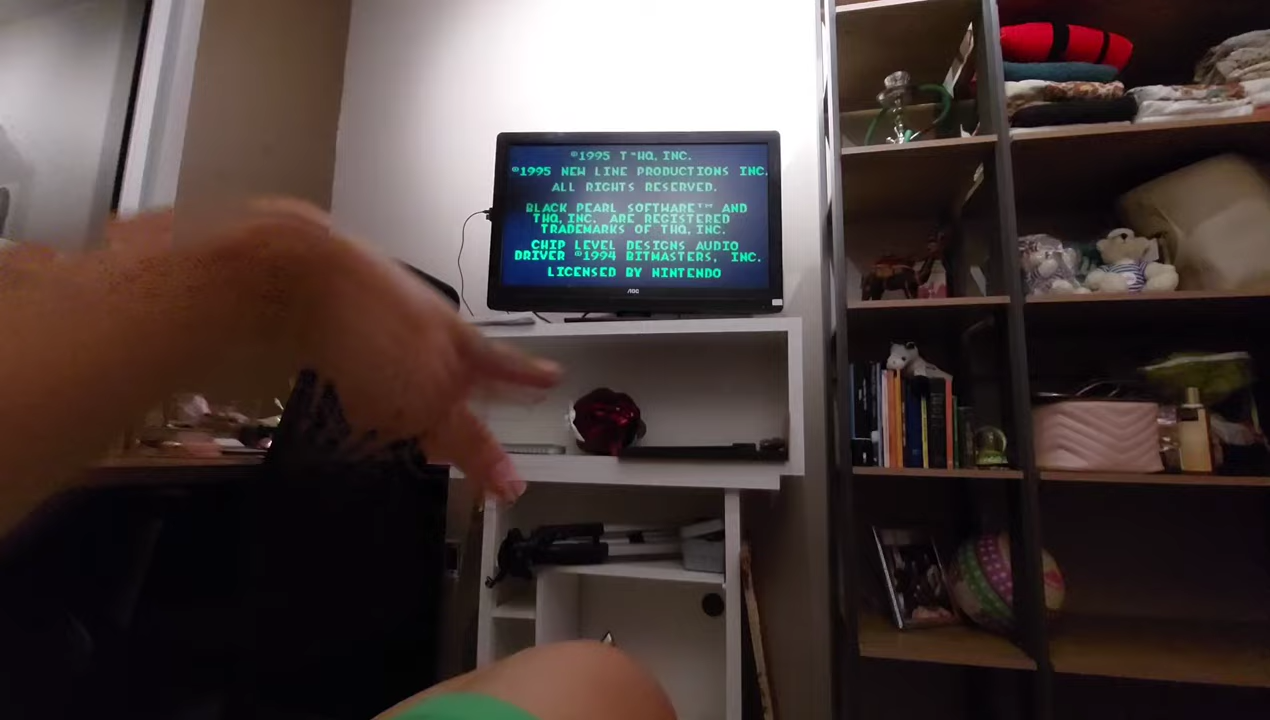 ©1995 T*HQ, INC.
©1995 NEW LINE PRODUCTIONS INC.
ALL RIGHTS RESERVED.
BLACK PEARL SOFTWARE™ AND
THQ, INC. ARE REGISTERED
TRADEMARKS OF THQ, INC.
CHIP LEVEL DESIGNS AUDIO
DRIVER ©1994 BITMASTERS, INC.
LICENSED BY NINTENDO
AOC